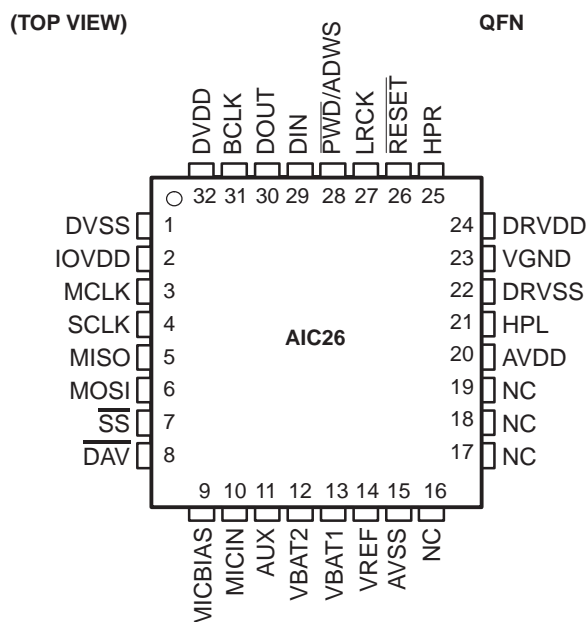 (TOP VIEW)
QFN
DVDD
BCLK
DOUT
DIN
PWD/ADWS
LRCK
RESET
HPR
32 31 30 29 28 27 26 25
DVSS 1
IOVDD 2
MCLK 3
SCLK 4
MISO 5
MOSI 6
SS 7
DAV 8
AIC26
24 DRVDD
23 VGND
22 DRVSS
21 HPL
20 AVDD
19 NC
18 NC
17 NC
9 10 11 12 13 14 15 16
MICBIAS
MICIN
AUX
VBAT2
VBAT1
VREF
AVSS
NC